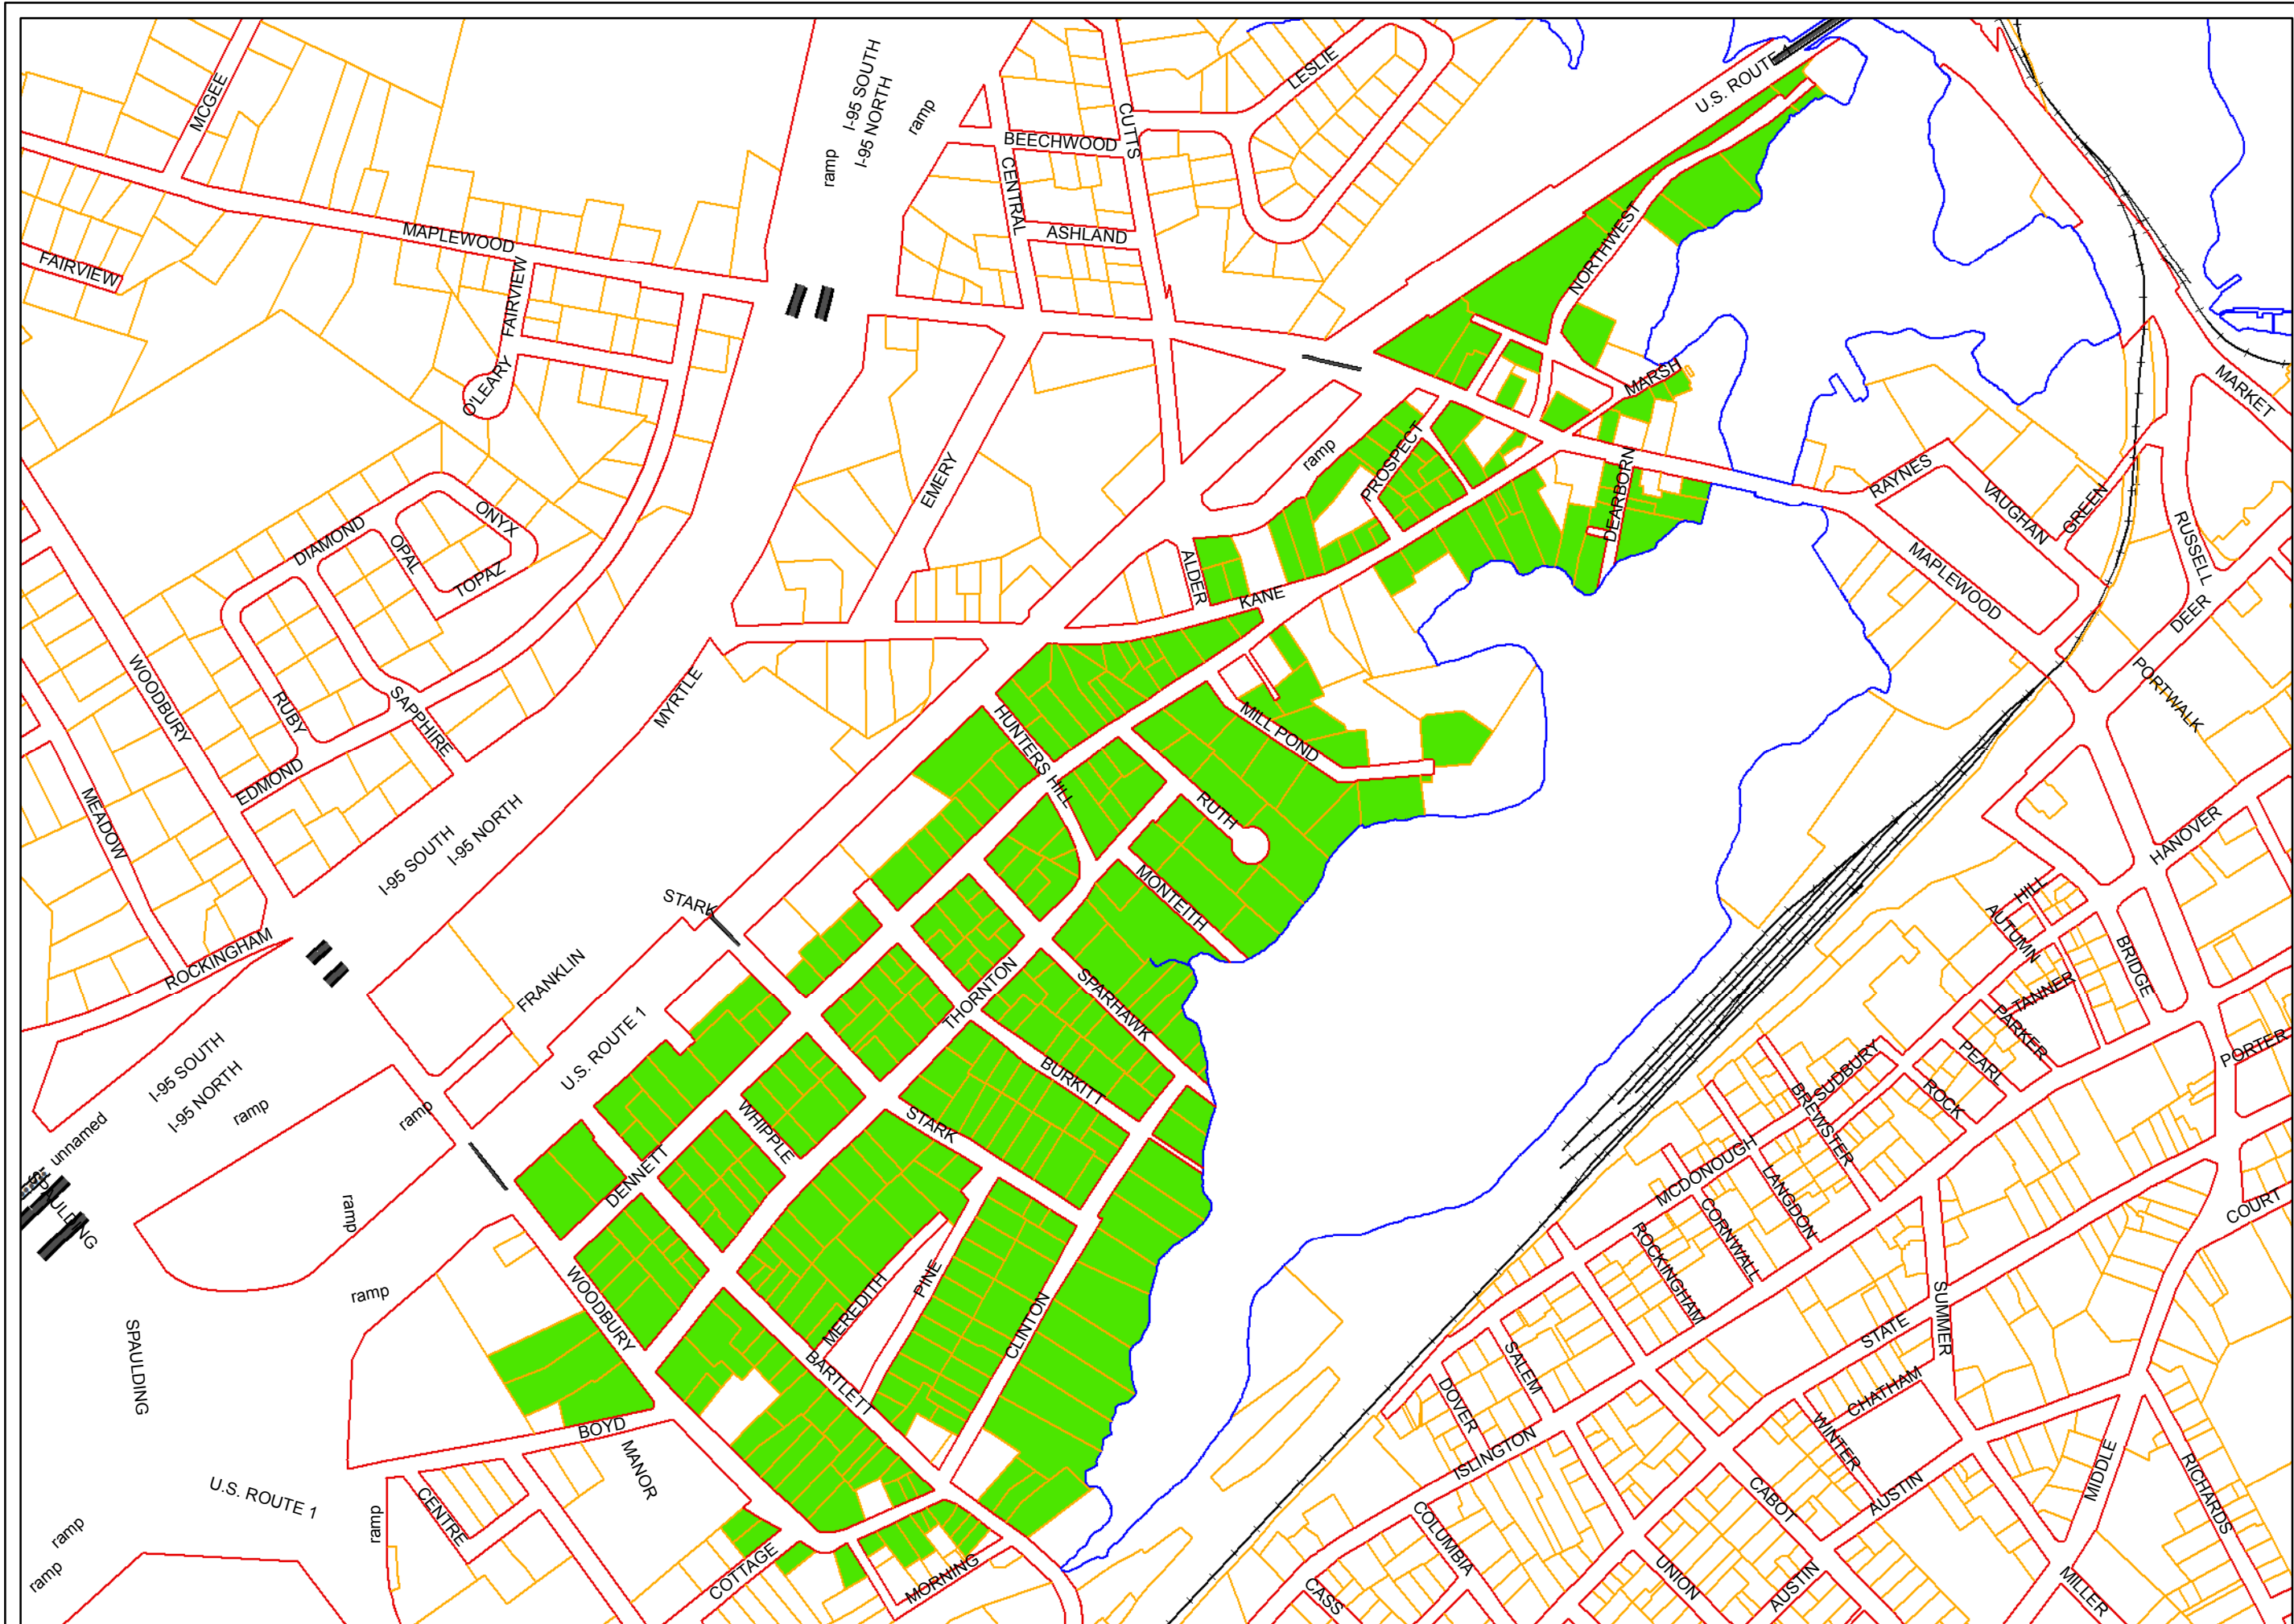 MCGEE
I-95 SOUTH
I-95 NORTH
ramp
ramp
LESLIE
U.S. ROUTE
CUTTS
BEECHWOOD
CENTRAL
ASHLAND
MAPLEWOOD
FAIRVIEW
FAIRVIEW
O'LEARY
NORTHWEST
MARSH
MARKET
PROSPECT
ramp
EMERY
DEARBORN
RAYNES
VAUGHAN
GREEN
RUSSELL
MAPLEWOOD
DEER
DIAMOND
ONYX
OPAL
TOPAZ
ALDER
KANE
WOODBURY
RUBY
SAPPHIRE
EDMOND
MYRTLE
PORTWALK
HUNTERS HILL
MILL POND
MEADOW
I-95 SOUTH
I-95 NORTH
RUTH
HANOVER
MONTEITH
STARK
HILL
AUTUMN
BRIDGE
ROCKINGHAM
FRANKLIN
THORNTON
SPARHAWK
TANNER
PARKER
PORTER
I-95 SOUTH
I-95 NORTH
U.S. ROUTE 1
BURKITT
SUDBURY
PEARL
ROCK
BREWSTER
ramp
ramp
unnamed
SPAULDING
WHIPPLE
STARK
DENNETT
MCDONOUGH
LANGDON
CORNWALL
ROCKINGHAM
COURT
ramp
ramp
WOODBURY
MEREDITH
PINE
CLINTON
BARTLETT
SPAULDING
SUMMER
STATE
SALEM
DOVER
CHATHAM
WINTER
BOYD
MANOR
ISLINGTON
MIDDLE
RICHARDS
U.S. ROUTE 1
CENTRE
ramp
ramp
ramp
CABOT
AUSTIN
COLUMBIA
COTTAGE
MORNING
CASS
UNION
AUSTIN
MILLER